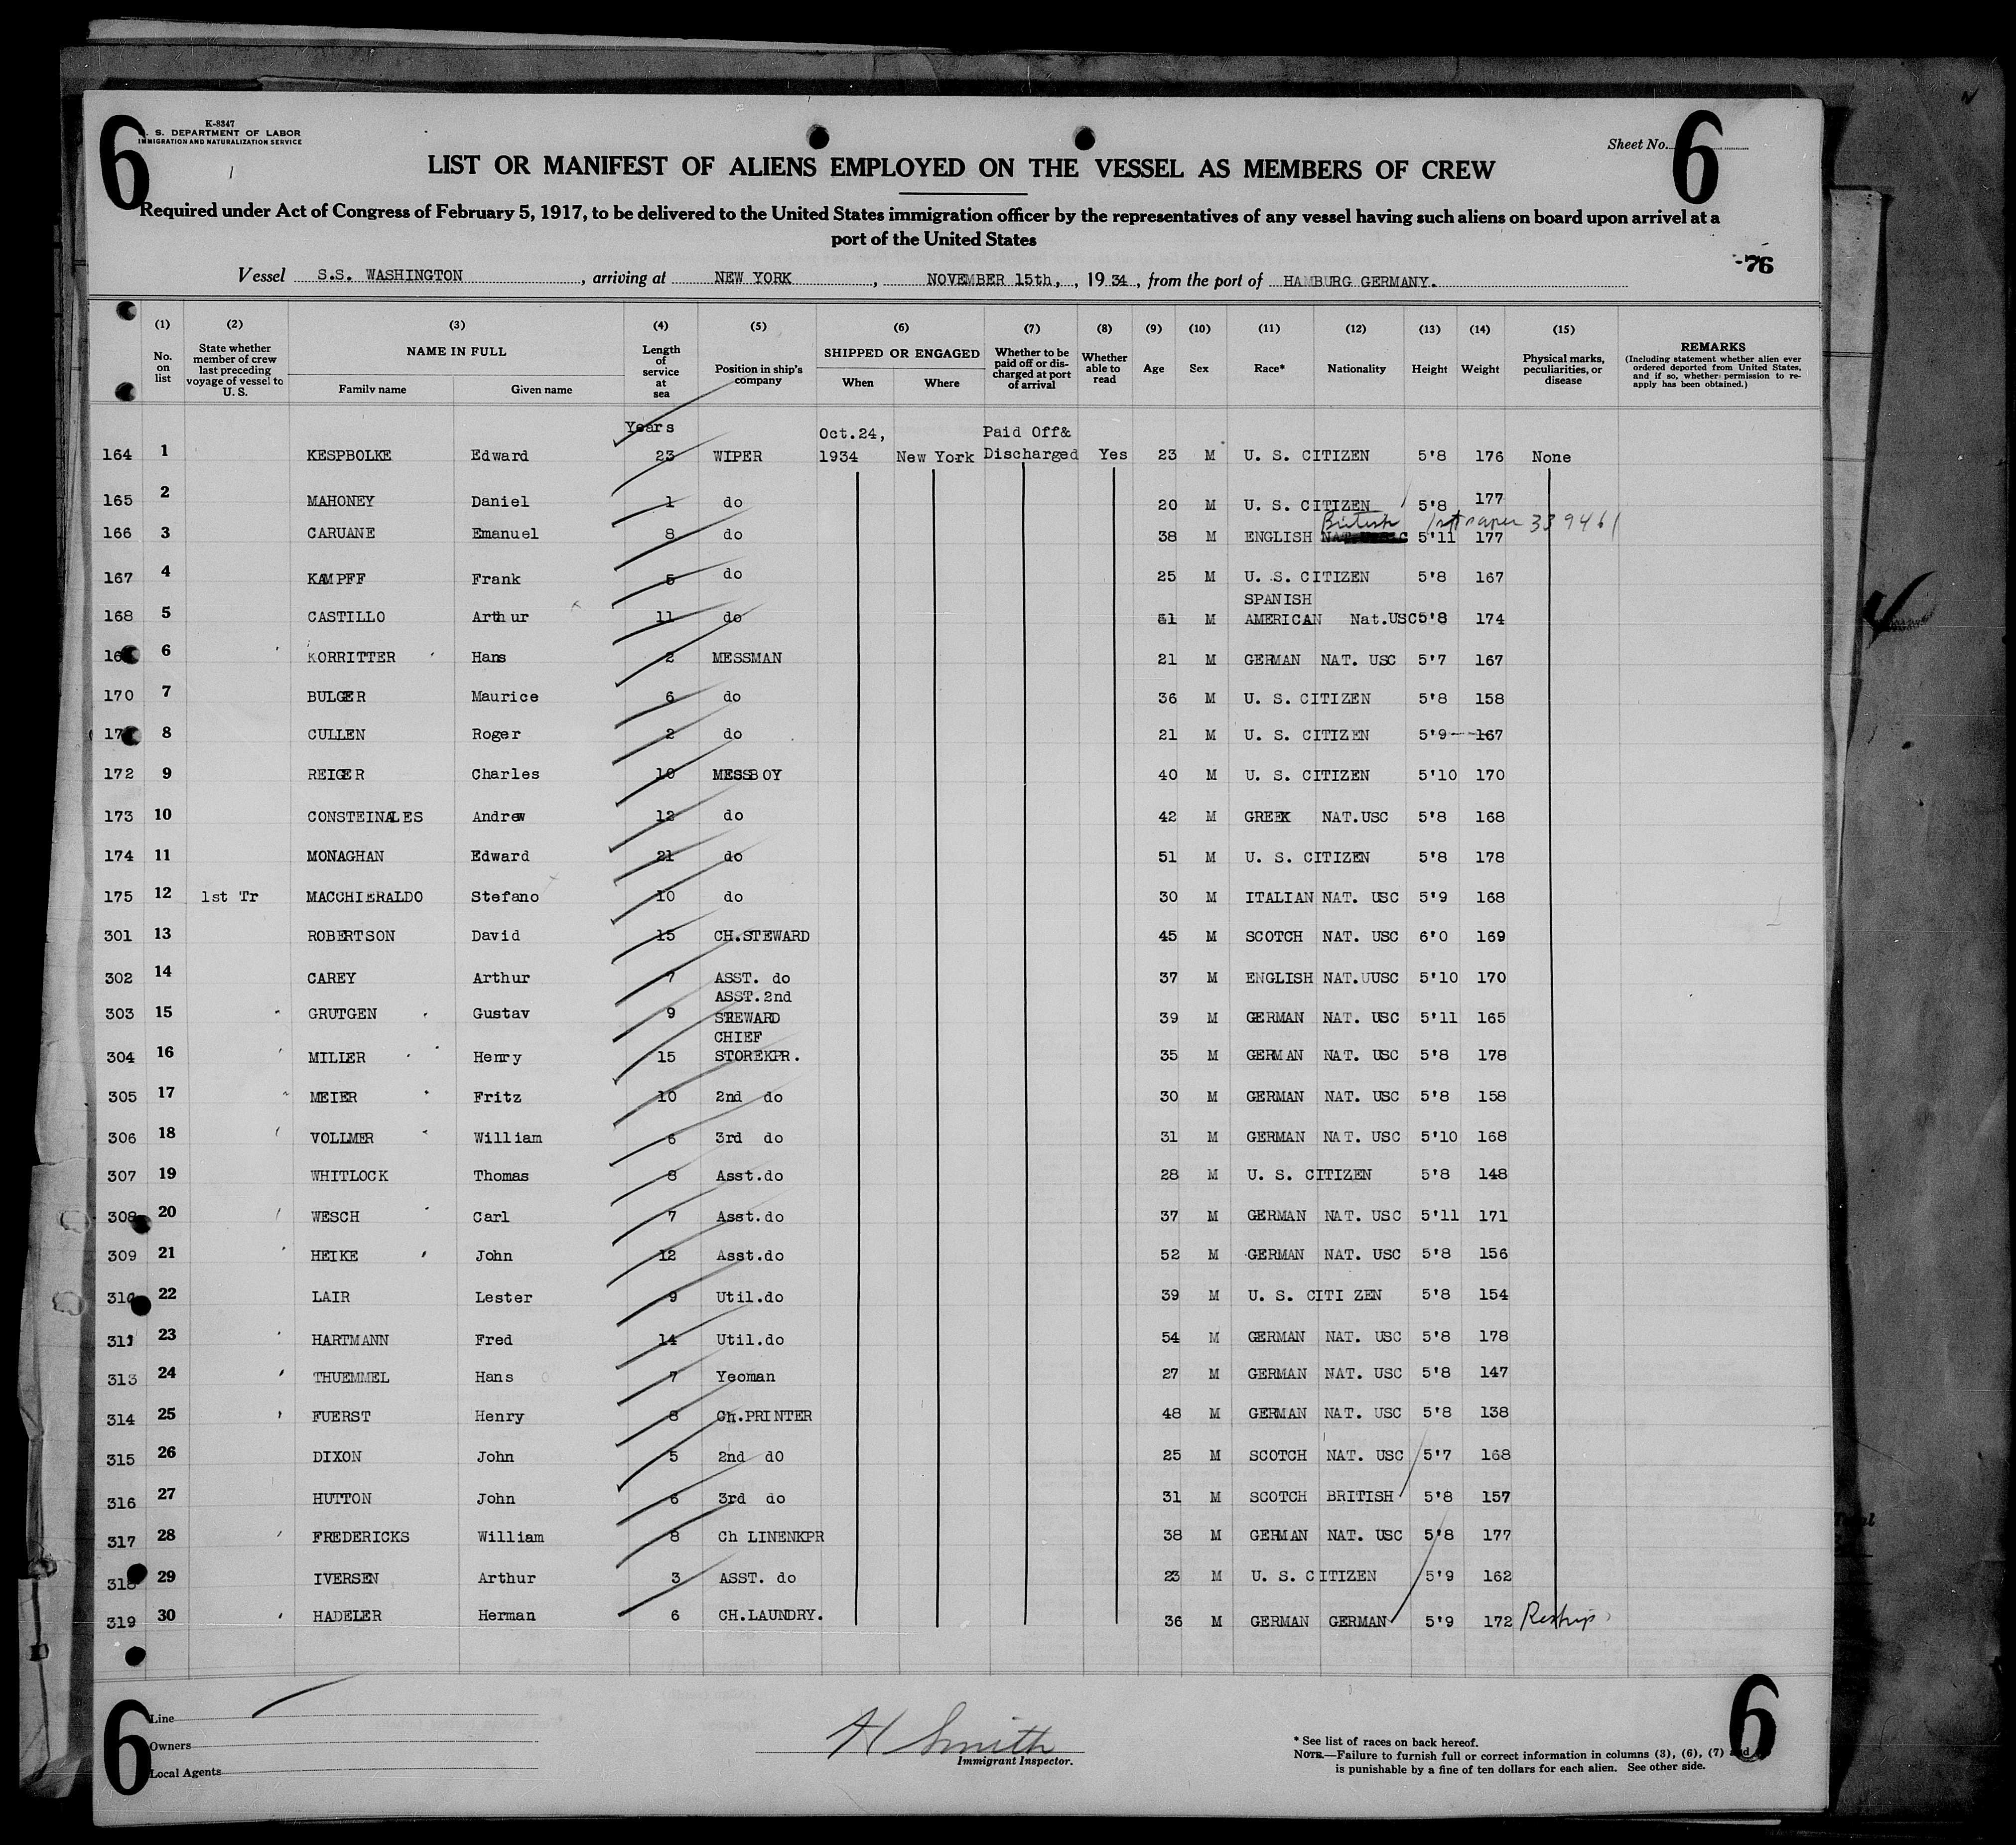 6 K-8347 6
S. DEPARTMENT OF LABOR Sheet No.
IMMIGRATION AND NATURALIZATION SERVICE
LIST OR MANIFEST OF ALIENS EMPLOYED ON THE VESSEL AS MEMBERS OF CREW
Required under Act of Congress of February 5, 1917, to be delivered to the United States immigration officer by the representatives of any vessel having such aliens on board upon arrival at a
port of the United States
-76
Vessel S.S. WASHINGTON, arriving at NEW YORK, NOVEMBER 15th, , 1934, from the port of HAMBURG GERMANY.
(1) (2) (3) (4) (5) (6) (7) (8) (9) (10) (11) (12) (13) (14) (15)
No. on list State whether member of crew last preceding voyage of vessel to U. S. NAME IN FULL Family name Given name Length of service at sea Position in ship's company SHIPPED OR ENGAGED When Where Whether to be paid off or discharged at port of arrival Whether able to read Age Sex Race* Nationality Height Weight Physical marks, peculiarities, or disease REMARKS (Including statement whether alien ever ordered deported from United States, and if so, whether permission to re-apply has been obtained.)
Years Oct.24, Paid Off&
164 1 KESPBOLKE Edward 23 WIPER 1934 New York Discharged Yes 23 M U. S. CITIZEN 5'8 176 None
165 2 MAHONEY Daniel 1 do 20 M U. S. CITIZEN 5'8 177
British 1st paper 339461
166 3 CARUANE Emanuel 8 do 38 M ENGLISH 5'11 177
167 4 KAMPFF Frank 5 do 25 M U. S. CITIZEN 5'8 167
SPANISH
168 5 CASTILLO Arthur 11 do 51 M AMERICAN Nat.USC 5'8 174
16 6 KORRITTER Hans 2 MESSMAN 21 M GERMAN NAT. USC 5'7 167
170 7 BULGER Maurice 6 do 36 M U. S. CITIZEN 5'8 158
17 8 CULLEN Roger 2 do 21 M U. S. CITIZEN 5'9 167
172 9 REIGER Charles 10 MESSBOY 40 M U. S. CITIZEN 5'10 170
173 10 CONSTEINALES Andrew 12 do 42 M GREEK NAT.USC 5'8 168
174 11 MONAGHAN Edward 21 do 51 M U. S. CITIZEN 5'8 178
175 12 1st Tr MACCHIERALDO Stefano 10 do 30 M ITALIAN NAT. USC 5'9 168
301 13 ROBERTSON David 15 CH.STEWARD 45 M SCOTCH NAT. USC 6'0 169
302 14 CAREY Arthur 7 ASST. do 37 M ENGLISH NAT.UUSC 5'10 170
ASST.2nd
303 15 GRUTGEN Gustav 9 STEWARD 39 M GERMAN NAT. USC 5'11 165
CHIEF
304 16 MILLER Henry 15 STOREKPR. 35 M GERMAN NAT. USC 5'8 178
305 17 MEIER Fritz 10 2nd do 30 M GERMAN NAT. USC 5'8 158
306 18 VOLLMER William 6 3rd do 31 M GERMAN NAT. USC 5'10 168
307 19 WHITLOCK Thomas 8 Asst.do 28 M U. S. CITIZEN 5'8 148
308 20 WESCH Carl 7 Asst.do 37 M GERMAN NAT. USC 5'11 171
309 21 HEIKE John 12 Asst.do 52 M GERMAN NAT. USC 5'8 156
310 22 LAIR Lester 9 Util.do 39 M U. S. CITI ZEN 5'8 154
311 23 HARTMANN Fred 14 Util.do 54 M GERMAN NAT. USC 5'8 178
313 24 THUEMMEL Hans 7 Yeoman 27 M GERMAN NAT. USC 5'8 147
314 25 FUERST Henry 8 Ch.PRINTER 48 M GERMAN NAT. USC 5'8 138
315 26 DIXON John 5 2nd dO 25 M SCOTCH NAT. USC 5'7 168
316 27 HUTTON John 6 3rd do 31 M SCOTCH BRITISH 5'8 157
317 28 FREDERICKS William 8 Ch LINENKPR 38 M GERMAN NAT. USC 5'8 177
318 29 IVERSEN Arthur 3 ASST. do 23 M U. S. CITIZEN 5'9 162
319 30 HADELER Herman 6 CH.LAUNDRY. 36 M GERMAN GERMAN 5'9 172 Reship
6 Line 6
Owners
Local Agents
H Smith
Immigrant Inspector.
* See list of races on back hereof.
NOTE.—Failure to furnish full or correct information in columns (3), (6), (7) and
is punishable by a fine of ten dollars for each alien. See other side.